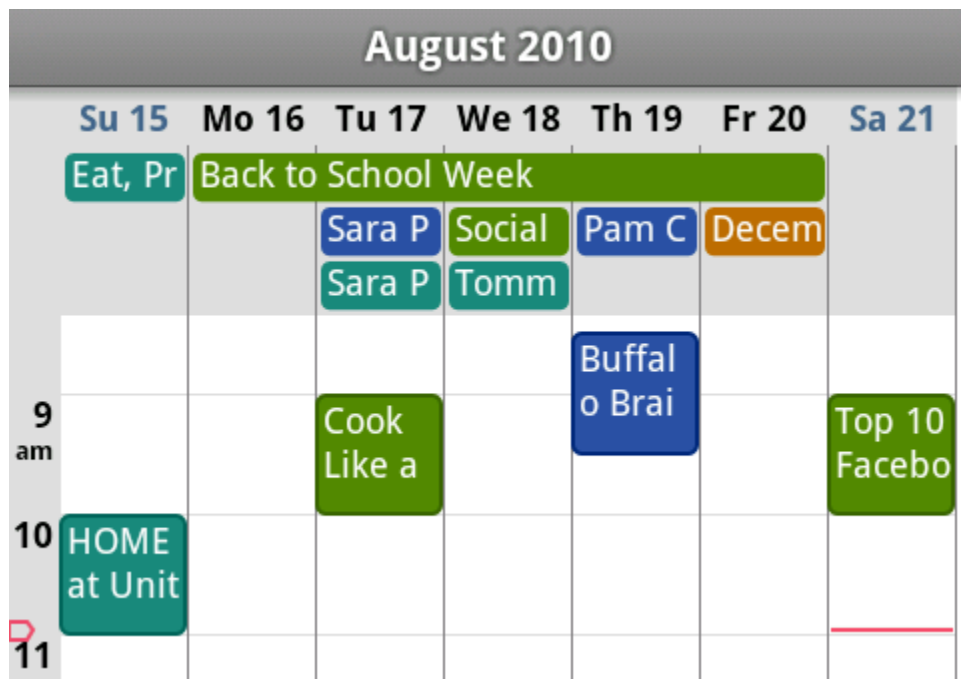 August 2010
Su 15 Mo 16 Tu 17 We 18 Th 19 Fr 20 Sa 21
Eat, Pr Back to School Week
Sara P Social Pam C Decem
Sara P Tomm
Buffal
o Brai
9
am
Cook
Like a
Top 10
Facebo
10
HOME
at Unit
11